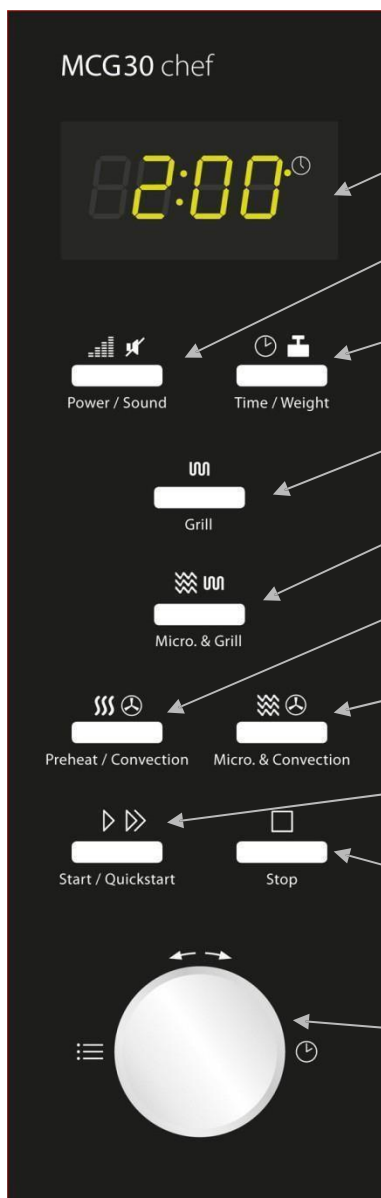 MCG30 chef
2:00
Power / Sound
Time / Weight
Grill
Micro. & Grill
Preheat / Convection
Micro. & Convection
Start / Quickstart
Stop